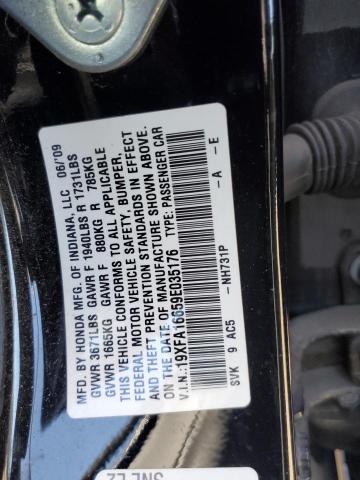 MFD. BY HONDA MFG. OF INDIANA, LLC 06/'09
GVWR 3671LBS GAWR F 1940LBS R 1731LBS
GVWR 1665KG GAWR F 880KG R 785KG
THIS VEHICLE CONFORMS TO ALL APPLICABLE
FEDERAL MOTOR VEHICLE SAFETY, BUMPER,
AND THEFT PREVENTION STANDARDS IN EFFECT
ON THE DATE OF MANUFACTURE SHOWN ABOVE.
V.I.N.:19XFA16659E035176 TYPE: PASSENGER CAR
-NH731P -A -E
SYK 9 AC5